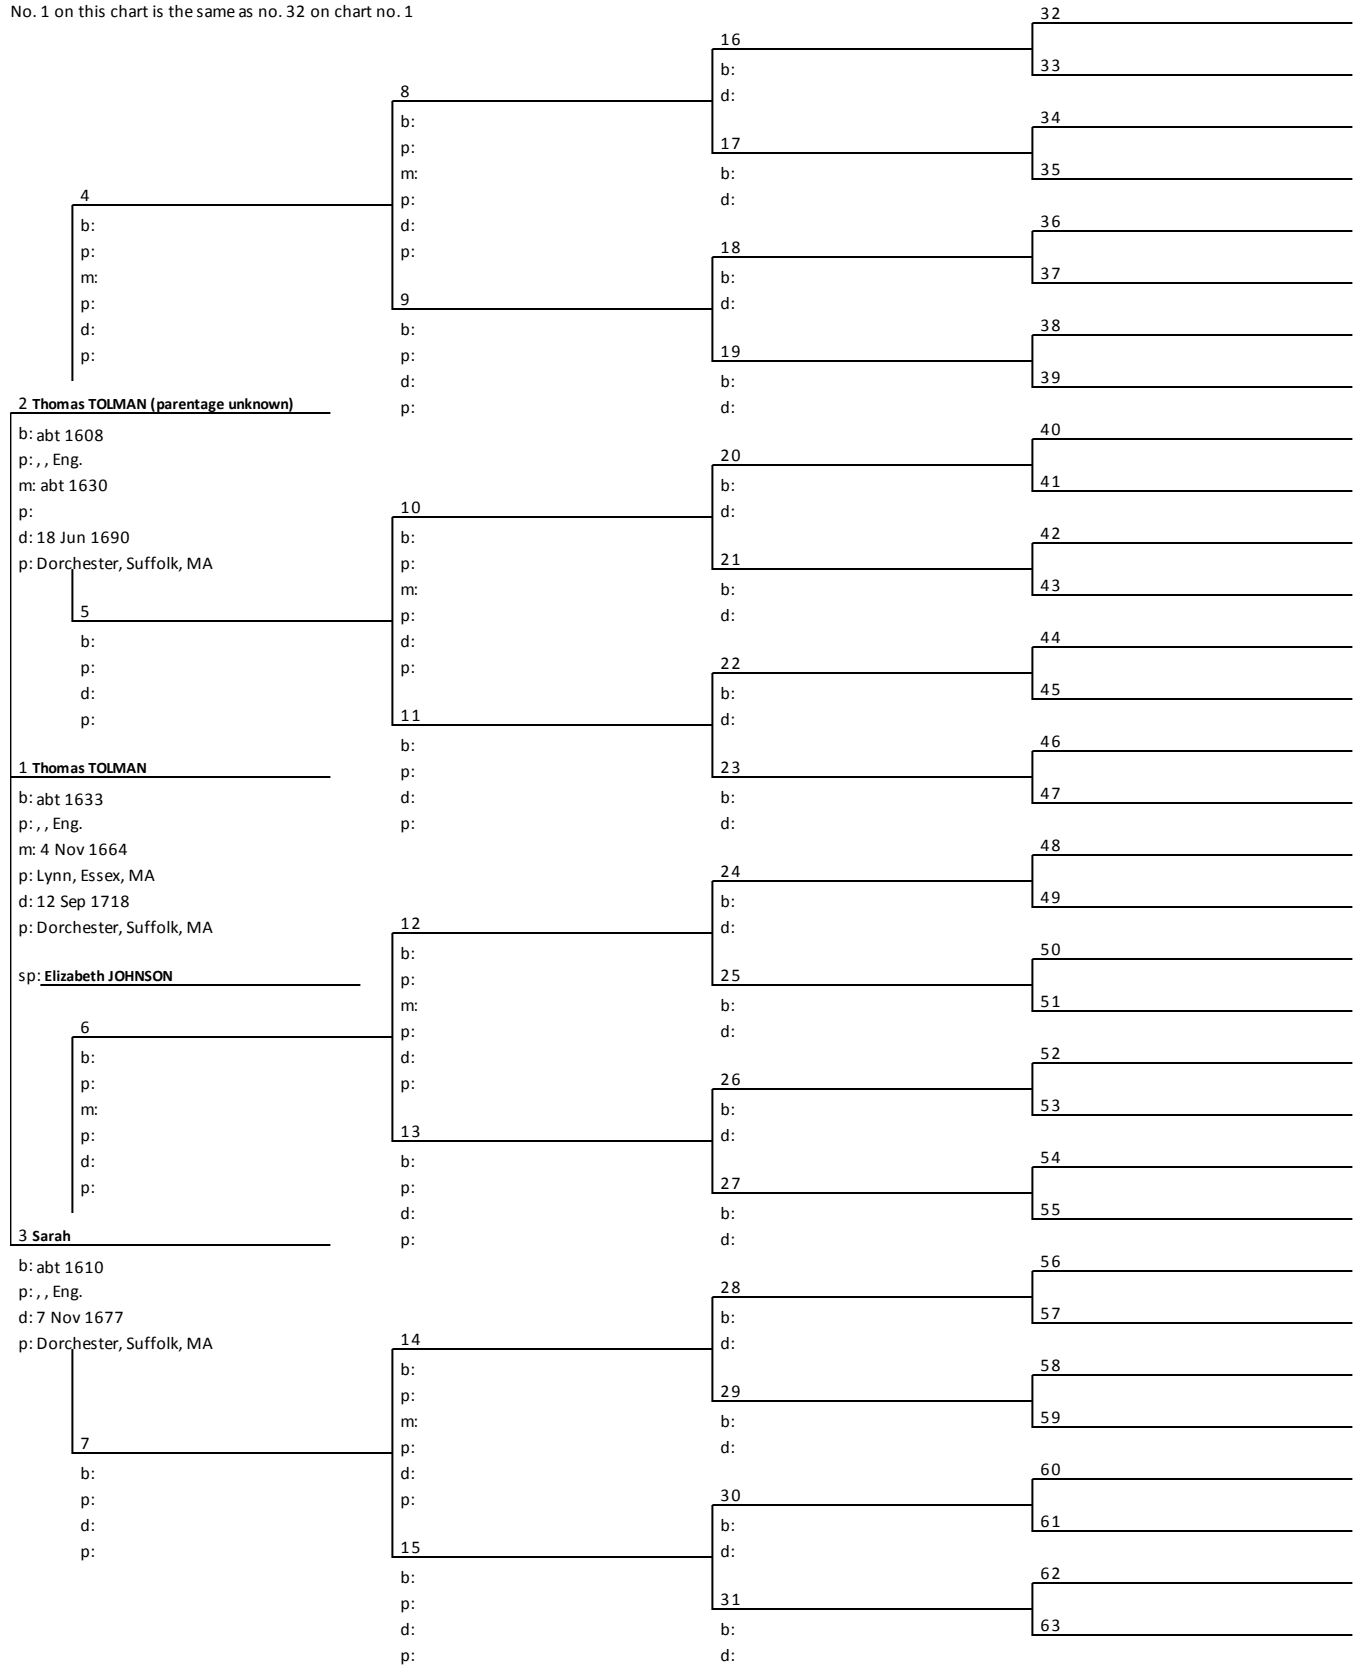 No. 1 on this chart is the same as no. 32 on chart no. 1
4
b:
p:
m:
p:
d:
p:
2 Thomas TOLMAN (parentage unknown)
b: abt 1608
p: , , Eng.
m: abt 1630
p:
d: 18 Jun 1690
p: Dorchester, Suffolk, MA
5
b:
p:
d:
p:
1 Thomas TOLMAN
b: abt 1633
p: , , Eng.
m: 4 Nov 1664
p: Lynn, Essex, MA
d: 12 Sep 1718
p: Dorchester, Suffolk, MA
sp: Elizabeth JOHNSON
6
b:
p:
m:
p:
d:
p:
3 Sarah
b: abt 1610
p: , , Eng.
d: 7 Nov 1677
p: Dorchester, Suffolk, MA
7
b:
p:
d:
p:
8
b:
p:
m:
p:
d:
p:
9
b:
p:
d:
p:
10
b:
p:
m:
p:
d:
p:
11
b:
p:
d:
p:
12
b:
p:
m:
p:
d:
p:
13
b:
p:
d:
p:
14
b:
p:
m:
p:
d:
p:
15
b:
p:
d:
p:
16
b:
d:
17
b:
d:
18
b:
d:
19
b:
d:
20
b:
d:
21
b:
d:
22
b:
d:
23
b:
d:
24
b:
d:
25
b:
d:
26
b:
d:
27
b:
d:
28
b:
d:
29
b:
d:
30
b:
d:
31
b:
d:
32
33
34
35
36
37
38
39
40
41
42
43
44
45
46
47
48
49
50
51
52
53
54
55
56
57
58
59
60
61
62
63